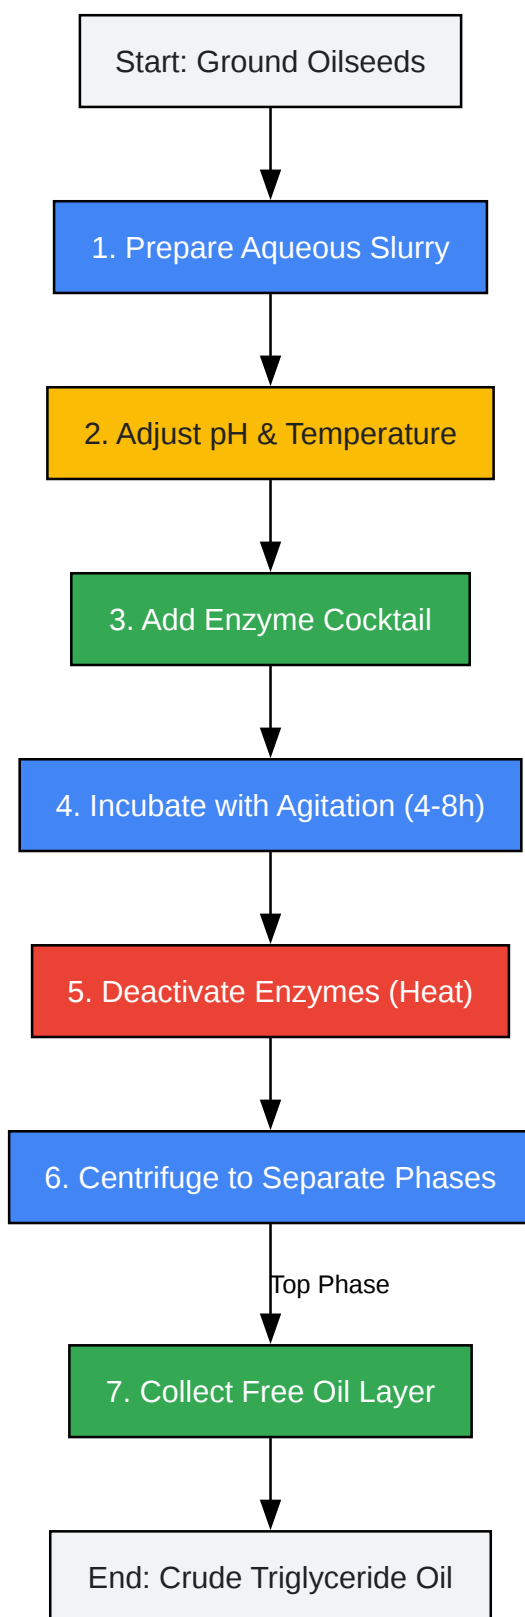 Start: Ground Oilseeds
1. Prepare Aqueous Slurry
2. Adjust pH & Temperature
3. Add Enzyme Cocktail
4. Incubate with Agitation (4-8h)
5. Deactivate Enzymes (Heat)
6. Centrifuge to Separate Phases
Top Phase
7. Collect Free Oil Layer
End: Crude Triglyceride Oil